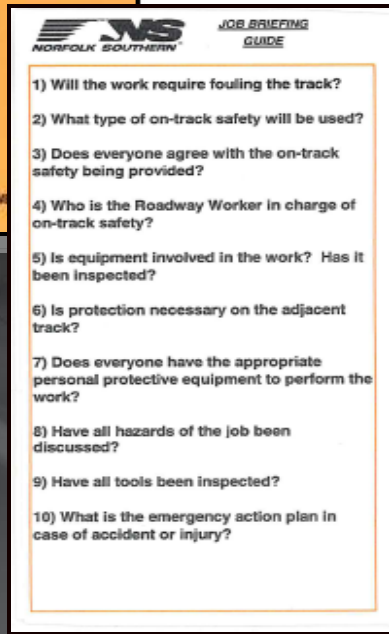 NS
NORFOLK SOUTHERN®
JOB BRIEFING
GUIDE
1) Will the work require fouling the track?
2) What type of on-track safety will be used?
3) Does everyone agree with the on-track
safety being provided?
4) Who is the Roadway Worker in charge of
on-track safety?
5) Is equipment involved in the work? Has it
been inspected?
6) Is protection necessary on the adjacent
track?
7) Does everyone have the appropriate
personal protective equipment to perform the
work?
8) Have all hazards of the job been
discussed?
9) Have all tools been inspected?
10) What is the emergency action plan in
case of accident or injury?